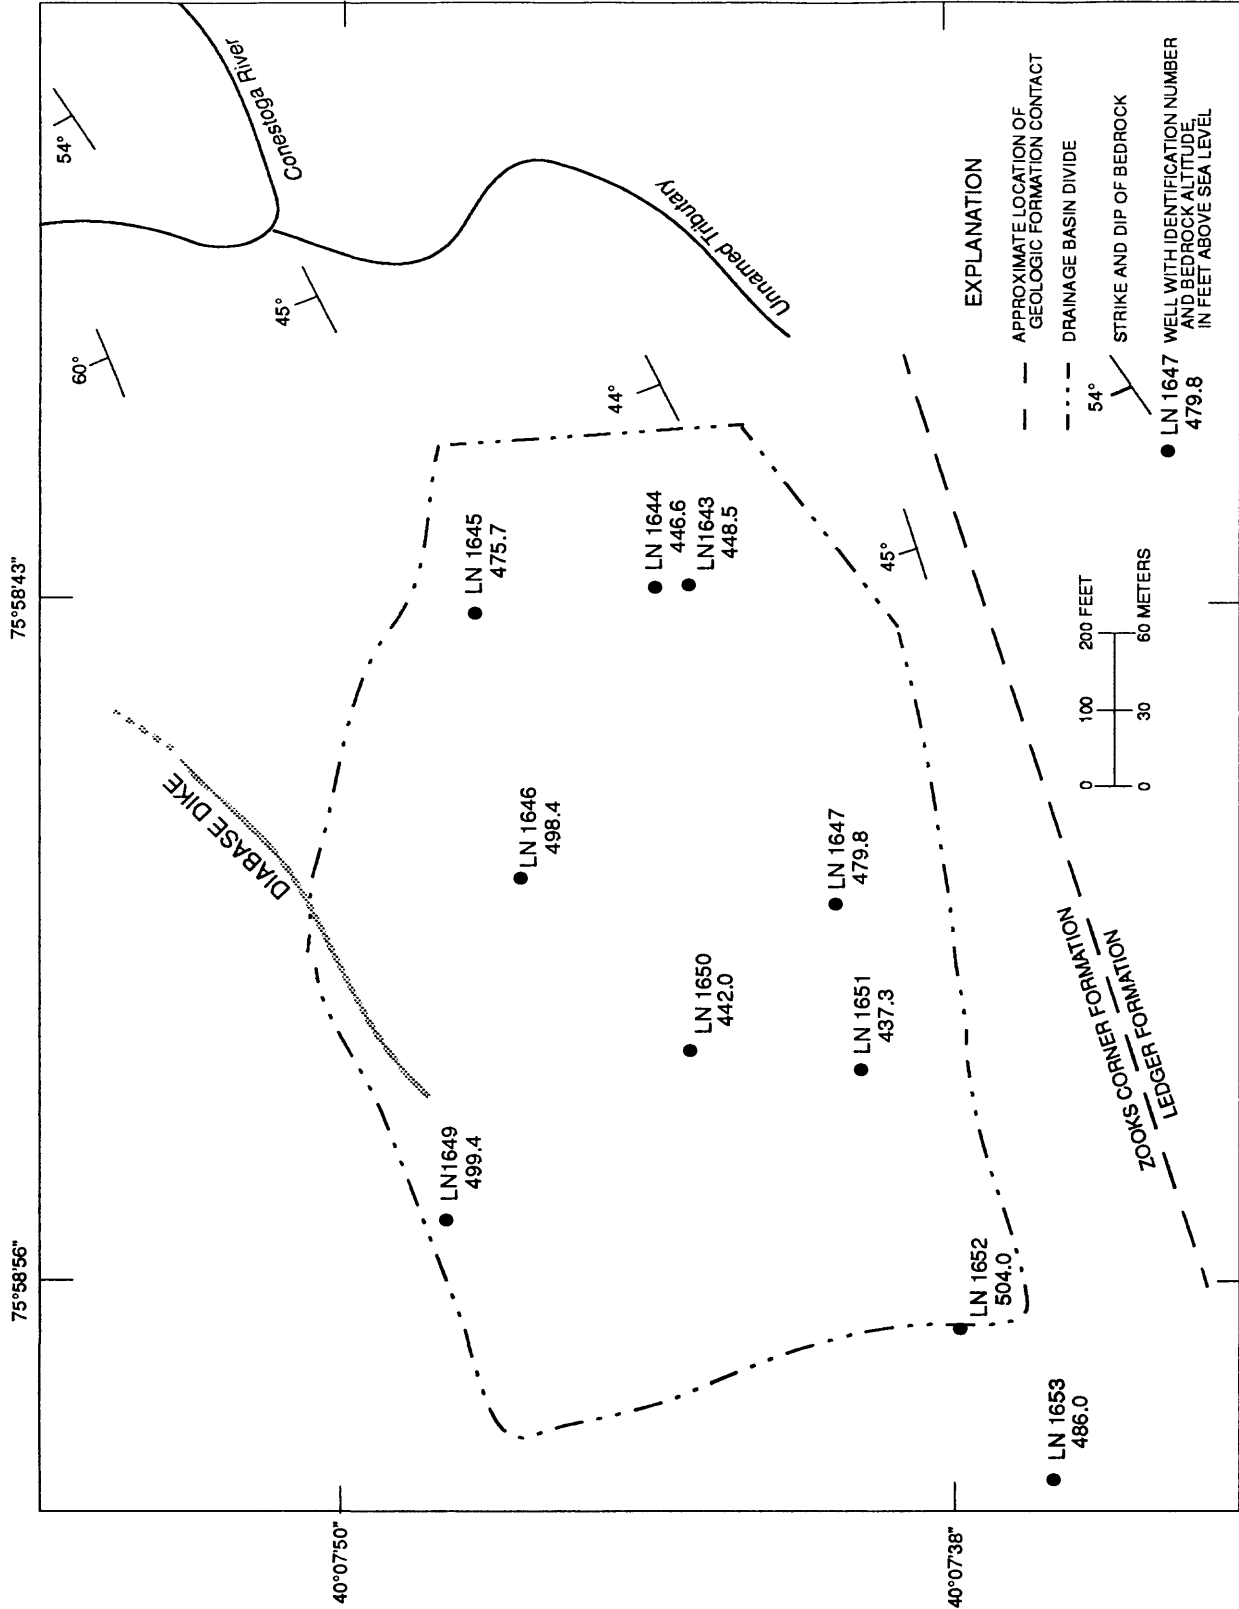 75°58'56"
75°58'43"
40°07'50"
40°07'38"
54°
Conestoga River
60°
45°
Unnamed Tributary
44°
DIABASE DIKE
LN 1645
475.7
LN 1644
446.6
LN1643
448.5
LN 1646
498.4
LN 1647
479.8
LN 1650
442.0
LN 1651
437.3
LN1649
499.4
LN 1652
504.0
LN 1653
486.0
45°
ZOOKS CORNER FORMATION
LEDGER FORMATION
0 100 200 FEET
0 30 60 METERS
EXPLANATION
APPROXIMATE LOCATION OF
GEOLOGIC FORMATION CONTACT
DRAINAGE BASIN DIVIDE
54°
STRIKE AND DIP OF BEDROCK
LN 1647 WELL WITH IDENTIFICATION NUMBER
479.8 AND BEDROCK ALTITUDE,
IN FEET ABOVE SEA LEVEL